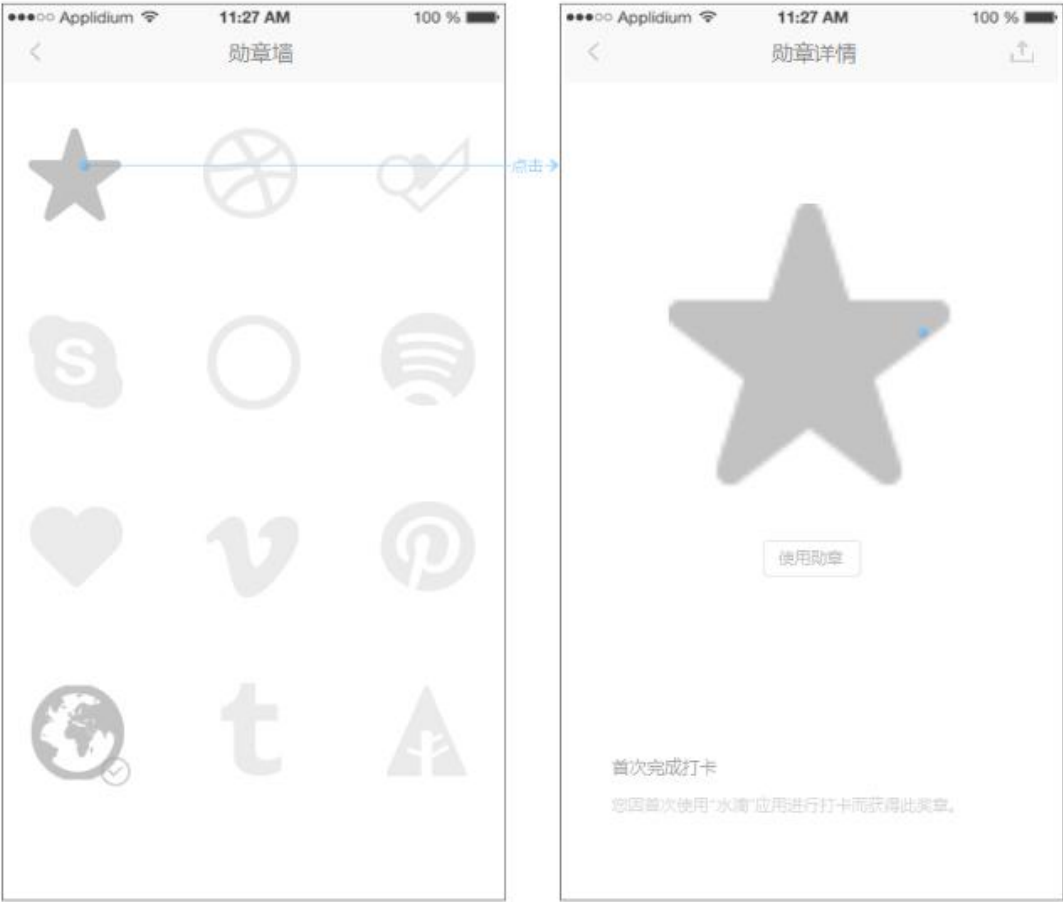 ●●●○○ Applidium 11:27 AM 100 %
勋章墙
点击
●●●○○ Applidium 11:27 AM 100 %
勋章详情
使用勋章
首次完成打卡
您因首次使用“水滴”应用进行打卡而获得此奖章。